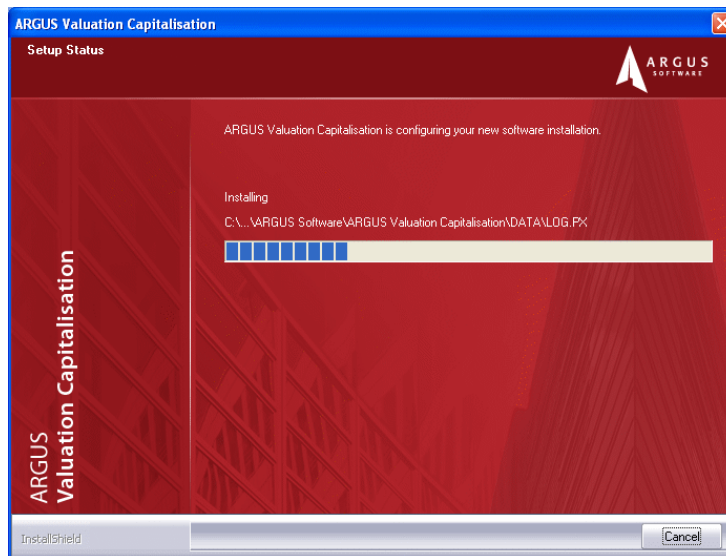 ARGUS Valuation Capitalisation
Setup Status
ARGUS
SOFTWARE
ARGUS Valuation Capitalisation is configuring your new software installation.
Installing
C:\...\ARGUS Software\ARGUS Valuation Capitalisation\DATA\LOG.PX
ARGUS
Valuation Capitalisation
InstallShield
Cancel